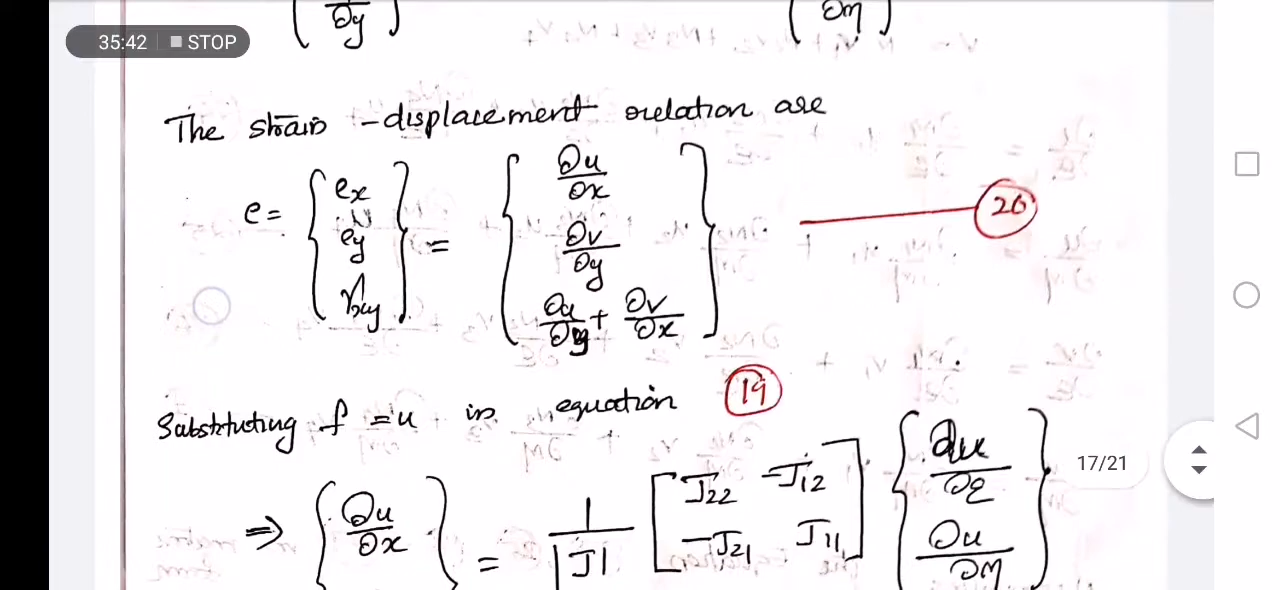 ∂y ∂η
35:42 STOP
The strain -displacement relation are
e = { ex ey γxy } = { ∂u/∂x ∂v/∂y ∂u/∂y + ∂v/∂x } 20
Substituting f = u in equation 19
⇒ { ∂u/∂x = 1/|J| [ J22 -J12 -J21 J11 ] { ∂u/∂ξ ∂u/∂η }
17/21